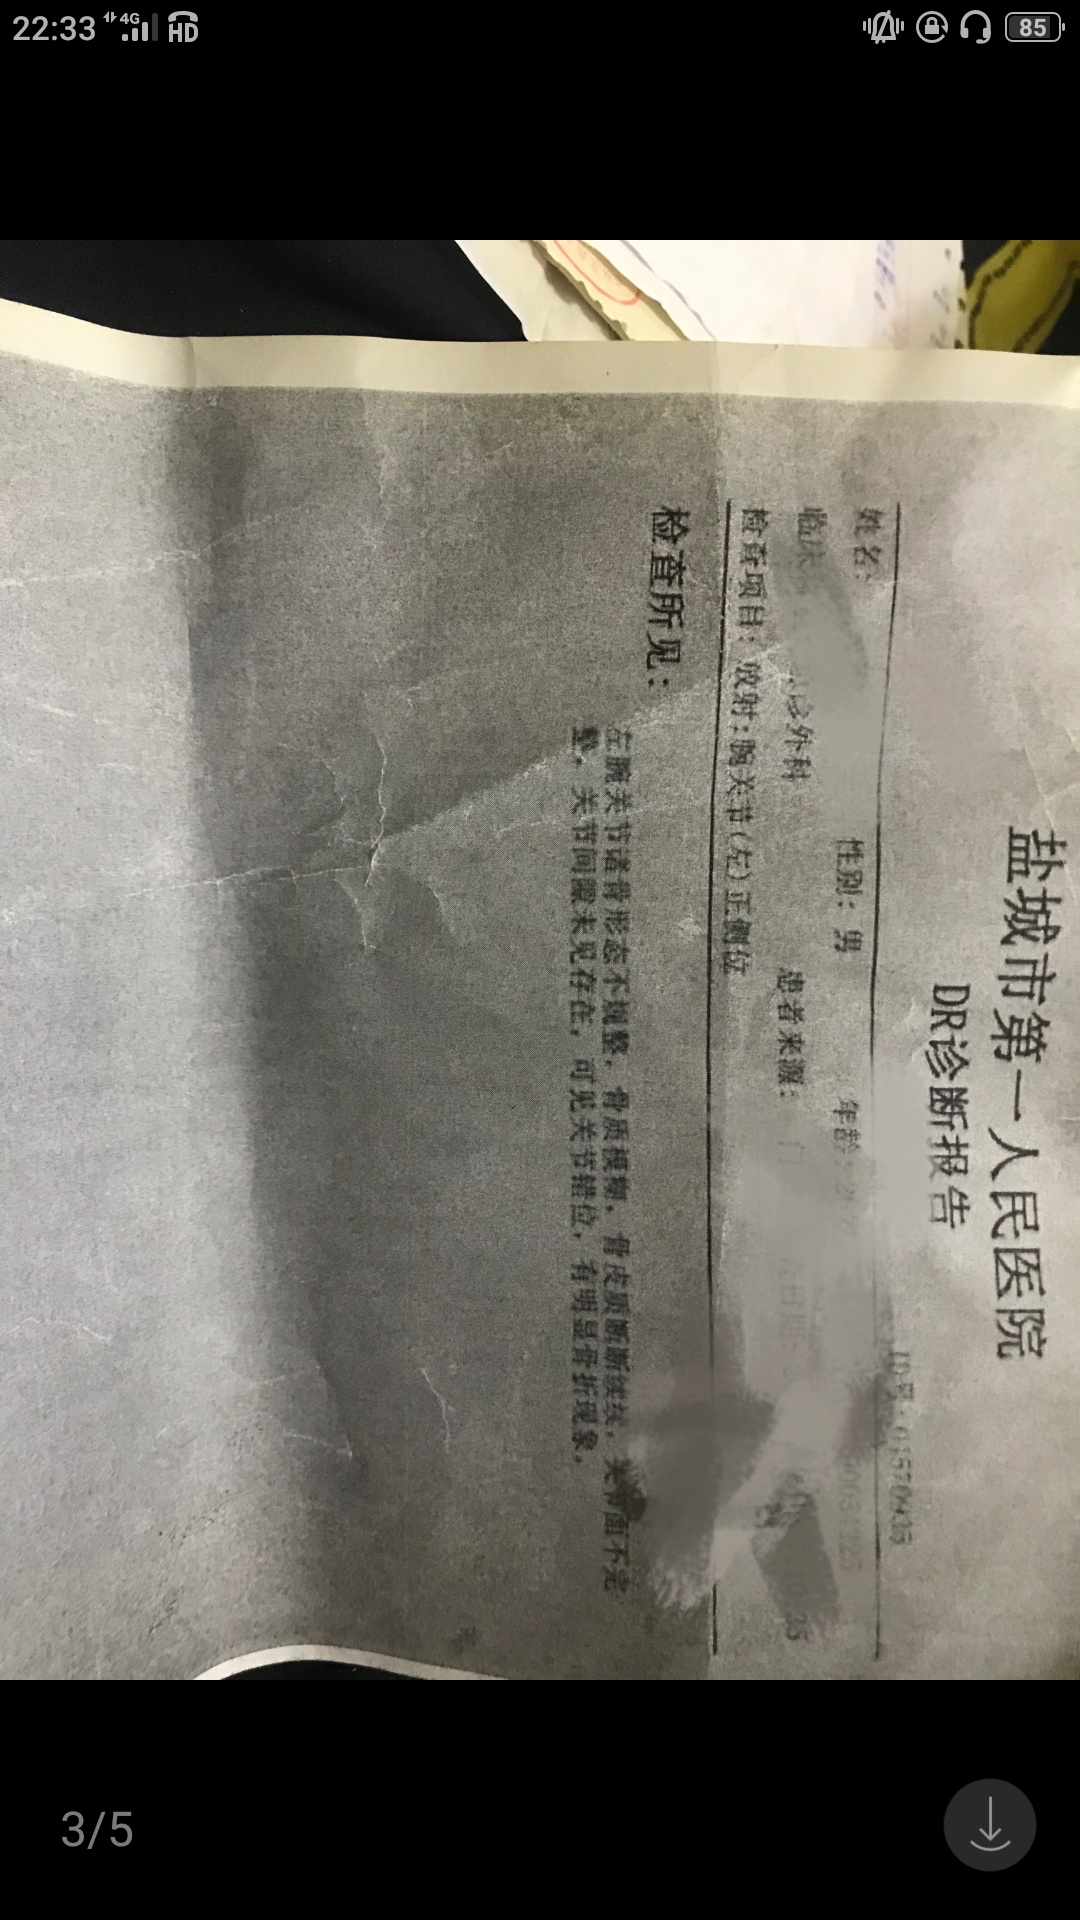 22:33 4G HD 85
盐城市第一人民医院
DR诊断报告
姓名: 性别: 男 年龄:
临床 诊外科 患者来源:
检查项目: 放射:腕关节(左)正侧位
检查所见:
左腕关节诸骨形态不规整,骨质模糊,骨皮质断断续续,关节面不完
整,关节间隙未见存在,可见关节错位,有明显骨折现象。
3/5